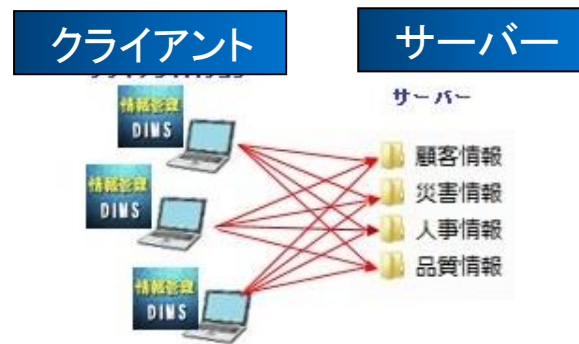 クライアント
サーバー
サーバー
情報管理
DIMS
顧客情報
災害情報
情報管理
DIMS
人事情報
品質情報
情報管理
DIMS